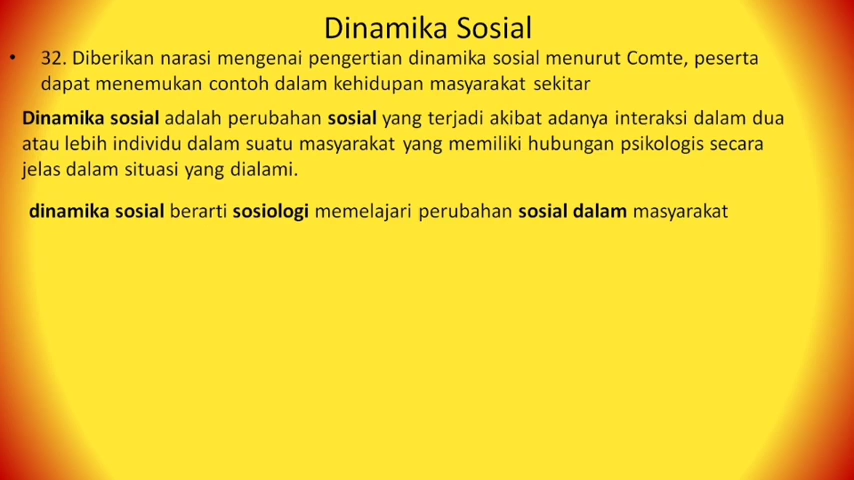 Dinamika Sosial
• 32. Diberikan narasi mengenai pengertian dinamika sosial menurut Comte, peserta
dapat menemukan contoh dalam kehidupan masyarakat sekitar
Dinamika sosial adalah perubahan sosial yang terjadi akibat adanya interaksi dalam dua
atau lebih individu dalam suatu masyarakat yang memiliki hubungan psikologis secara
jelas dalam situasi yang dialami.
dinamika sosial berarti sosiologi memelajari perubahan sosial dalam masyarakat